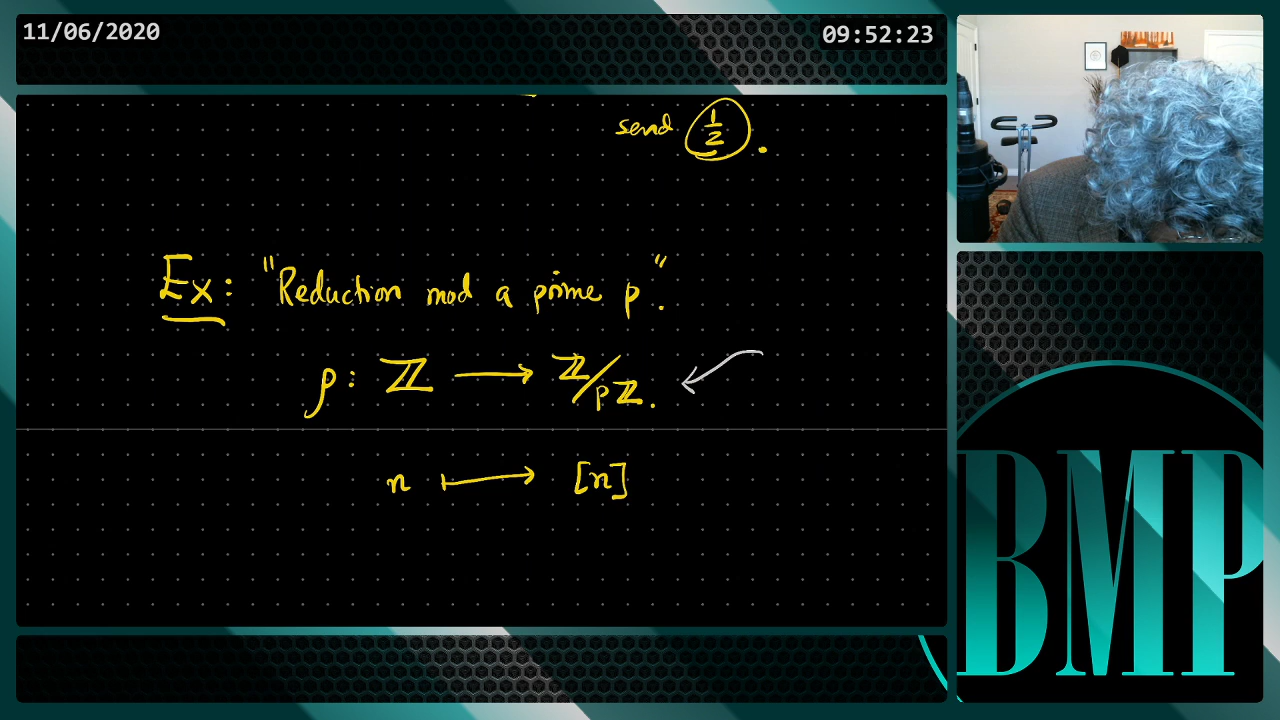 11/06/2020
09:52:23
send 1/2.
Ex: "Reduction mod a prime p".
ρ: ℤ ⟶ ℤ/pℤ.
n ⟼ [n]
BMP